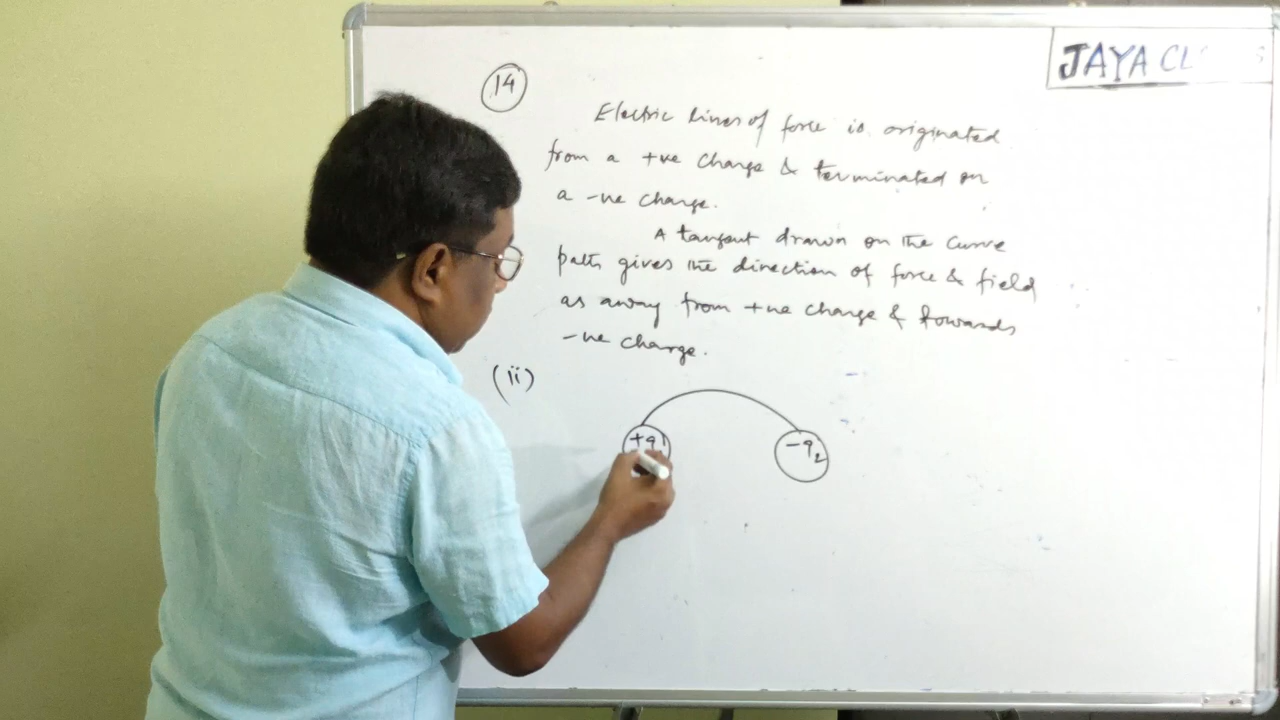 JAYA CL S
14
Electric lines of force is originated
from a +ve charge & terminated on
a -ve charge.
A tangent drawn on the curve
path gives the direction of force & field
as away from +ve charge & towards
-ve charge.
(ii)
+q1 -q2